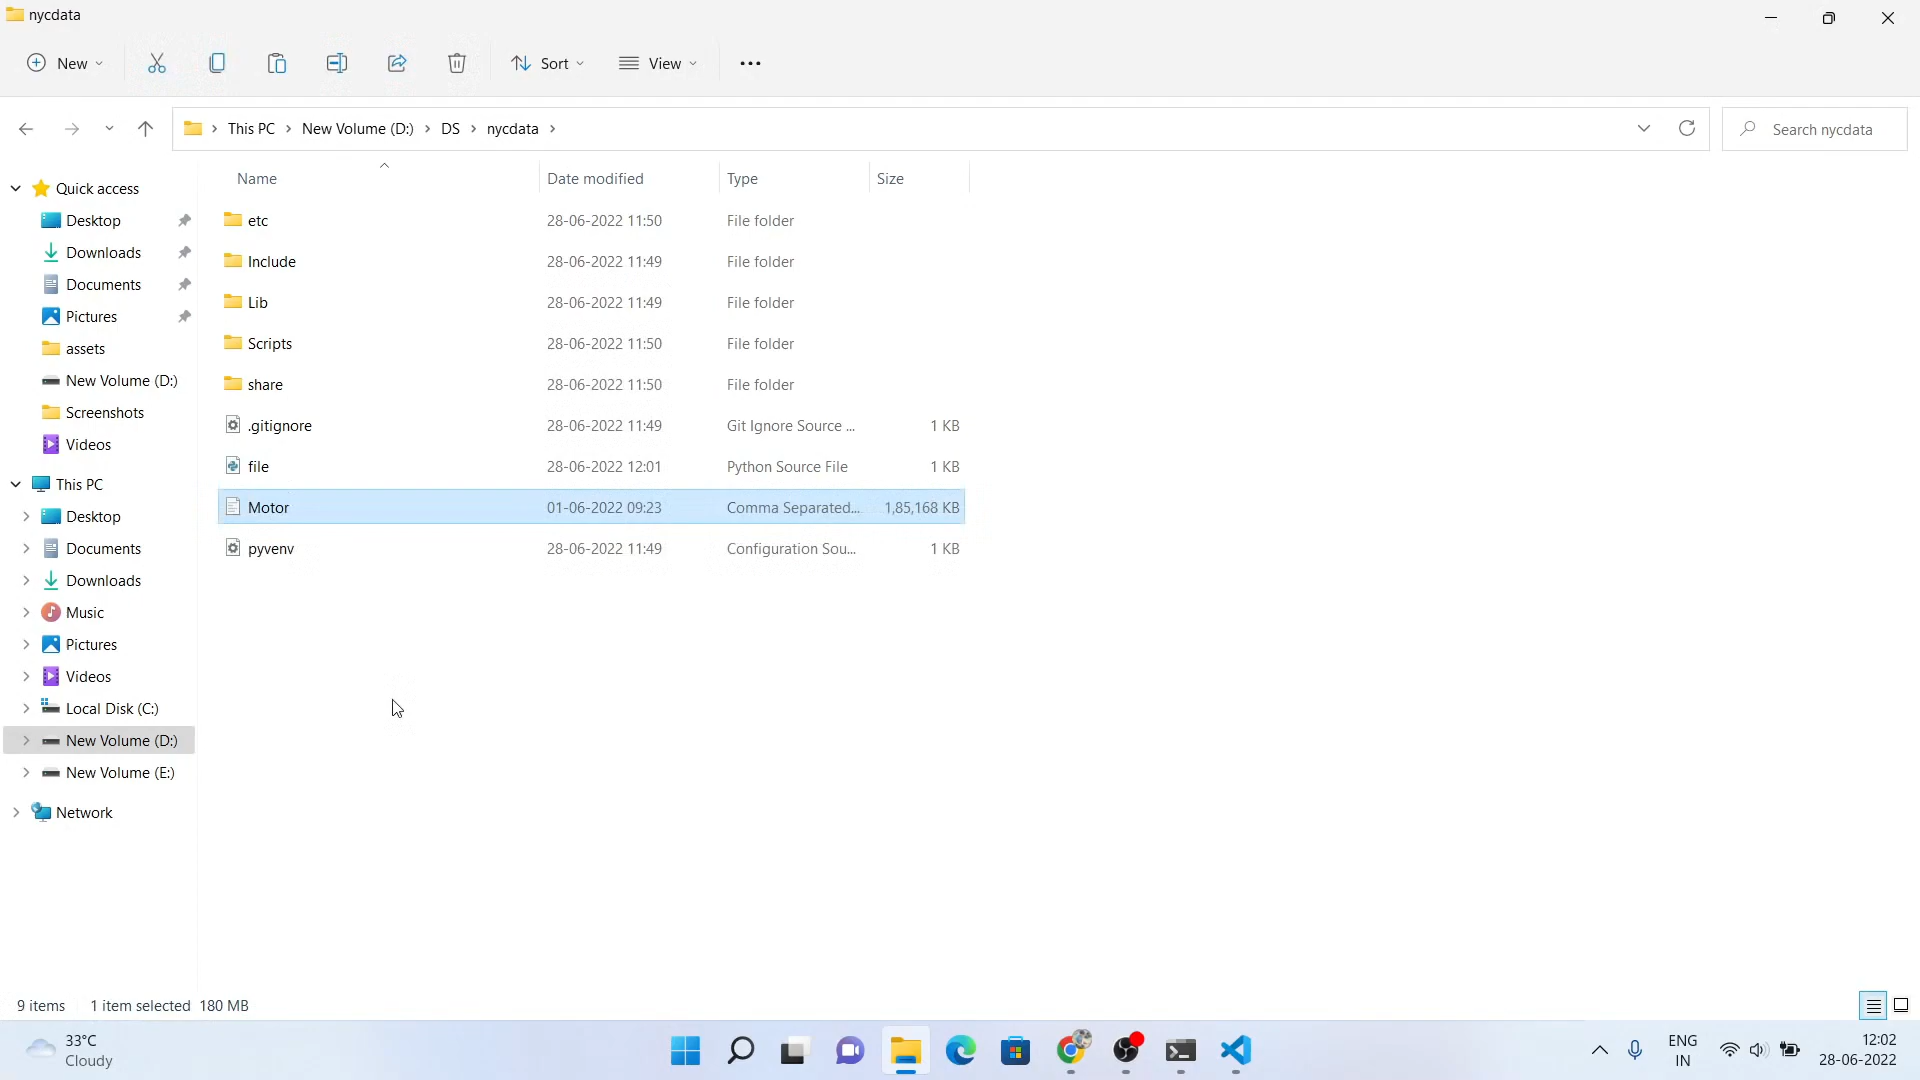 nycdata
New
Sort
View
This PC
New Volume (D:)
DS
nycdata
Search nycdata
Quick access
Desktop
Downloads
Documents
Pictures
assets
New Volume (D:)
Screenshots
Videos
This PC
Desktop
Documents
Downloads
Music
Pictures
Videos
Local Disk (C:)
New Volume (D:)
New Volume (E:)
Network
Name Date modified Type Size
etc 28-06-2022 11:50 File folder
Include 28-06-2022 11:49 File folder
Lib 28-06-2022 11:49 File folder
Scripts 28-06-2022 11:50 File folder
share 28-06-2022 11:50 File folder
.gitignore 28-06-2022 11:49 Git Ignore Source ... 1 KB
file 28-06-2022 12:01 Python Source File 1 KB
Motor 01-06-2022 09:23 Comma Separated... 1,85,168 KB
pyvenv 28-06-2022 11:49 Configuration Sou... 1 KB
9 items 1 item selected 180 MB
33°C
Cloudy
ENG
IN
12:02
28-06-2022